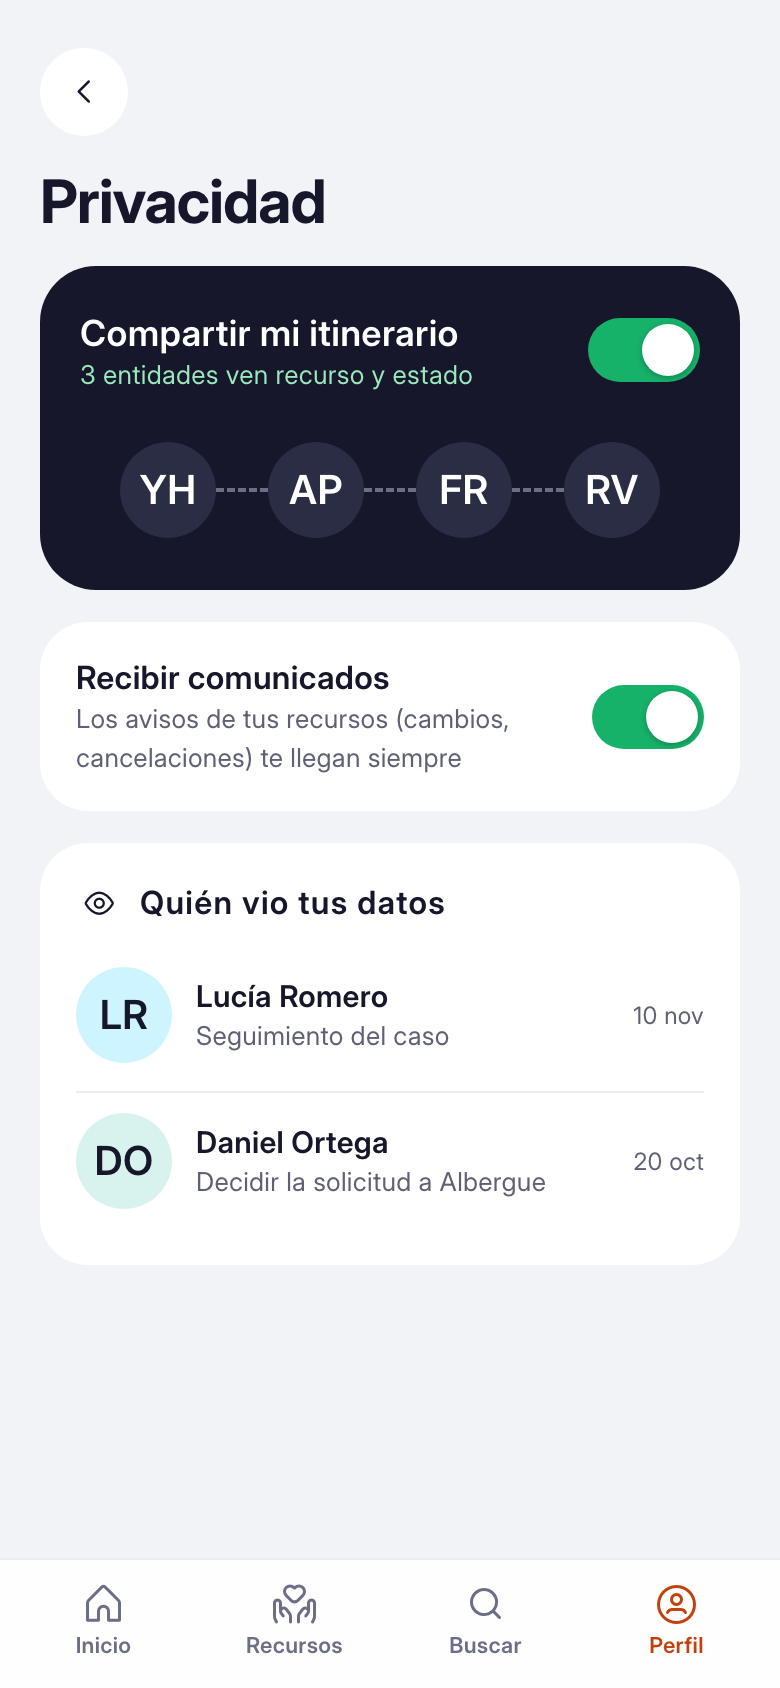 Privacidad
Compartir mi itinerario
3 entidades ven recurso y estado
YH AP FR RV
Recibir comunicados
Los avisos de tus recursos (cambios,
cancelaciones) te llegan siempre
Quién vio tus datos
LR
Lucía Romero
Seguimiento del caso
10 nov
DO
Daniel Ortega
Decidir la solicitud a Albergue
20 oct
Inicio Recursos Buscar Perfil